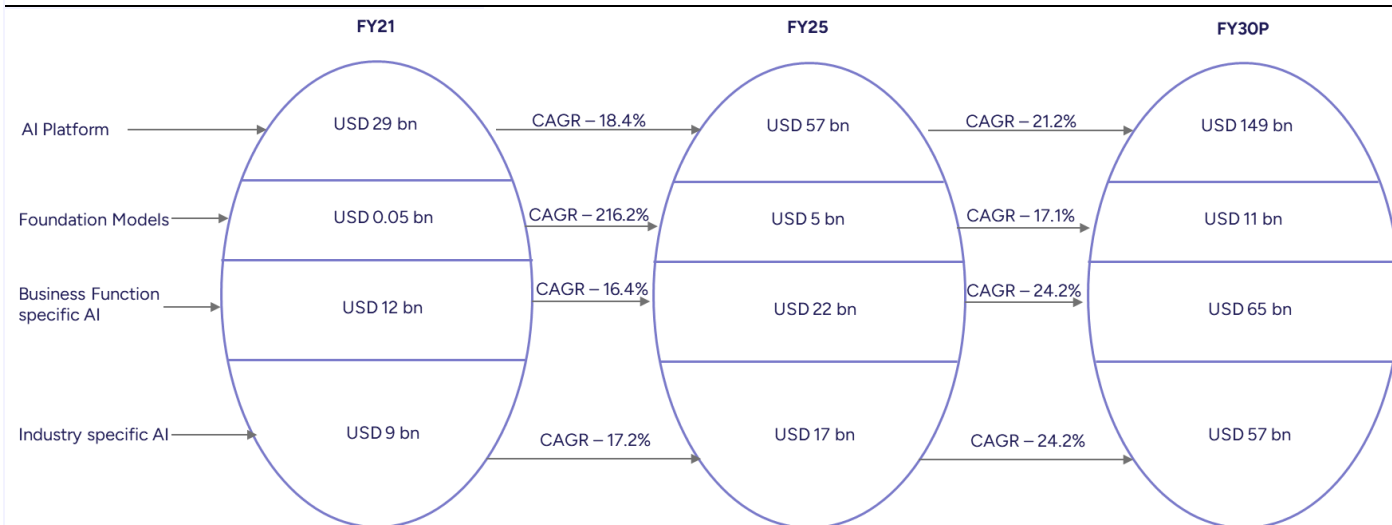 FY21
FY25
FY30P
AI Platform
USD 29 bn
CAGR – 18.4%
USD 57 bn
CAGR – 21.2%
USD 149 bn
Foundation Models
USD 0.05 bn
CAGR – 216.2%
USD 5 bn
CAGR – 17.1%
USD 11 bn
Business Function
specific AI
USD 12 bn
CAGR – 16.4%
USD 22 bn
CAGR – 24.2%
USD 65 bn
Industry specific AI
USD 9 bn
CAGR – 17.2%
USD 17 bn
CAGR – 24.2%
USD 57 bn